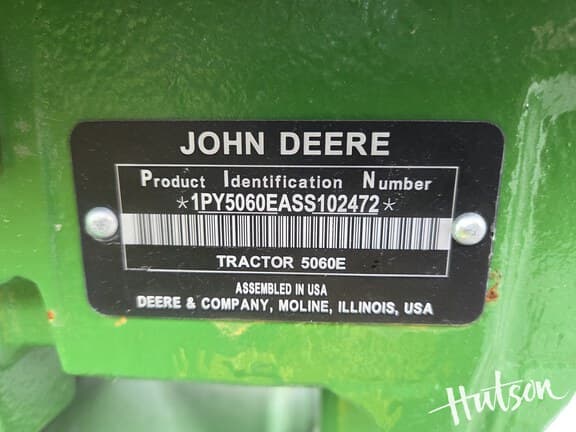 JOHN DEERE
Product Identification Number
*1PY5060EASS102472*
TRACTOR 5060E
ASSEMBLED IN USA
DEERE & COMPANY, MOLINE, ILLINOIS, USA
Hutson